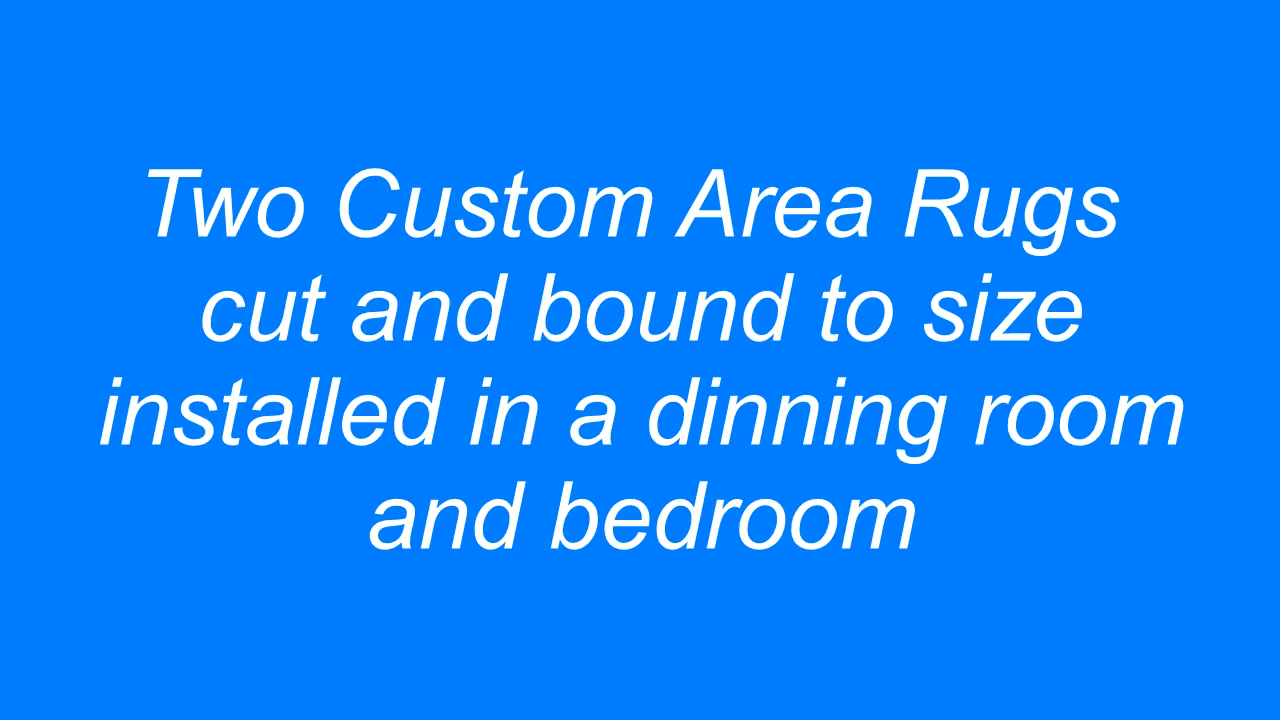 Two Custom Area Rugs
cut and bound to size
installed in a dinning room
and bedroom